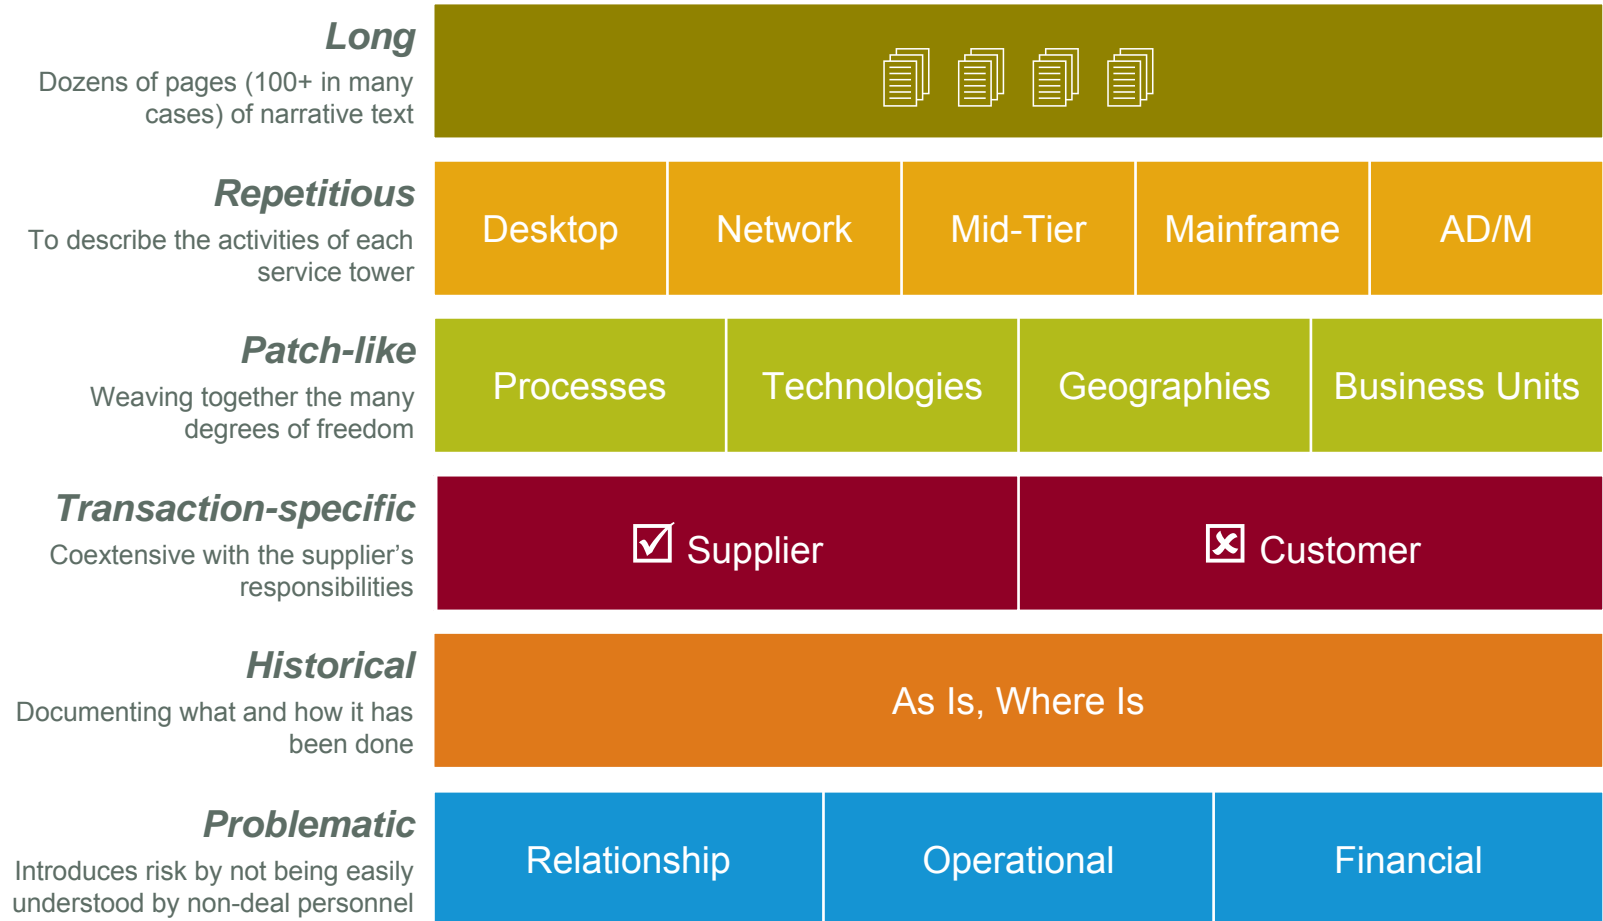 Long
Dozens of pages (100+ in many
cases) of narrative text
Repetitious
To describe the activities of each
service tower
Desktop
Network
Mid-Tier
Mainframe
AD/M
Patch-like
Weaving together the many
degrees of freedom
Processes
Technologies
Geographies
Business Units
Transaction-specific
Coextensive with the supplier’s
responsibilities
Supplier
Customer
Historical
Documenting what and how it has
been done
As Is, Where Is
Problematic
Introduces risk by not being easily
understood by non-deal personnel
Relationship
Operational
Financial